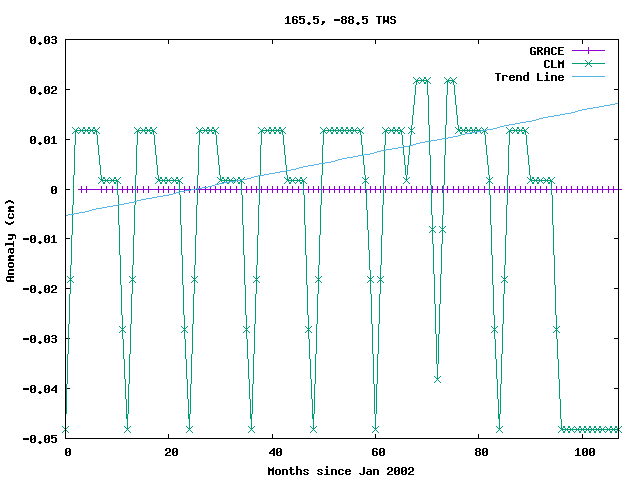 165.5, -88.5 TWS
GRACE
CLM
Trend Line
0.03
0.02
0.01
0
-0.01
-0.02
-0.03
-0.04
-0.05
Anomaly (cm)
0 20 40 60 80 100
Months since Jan 2002